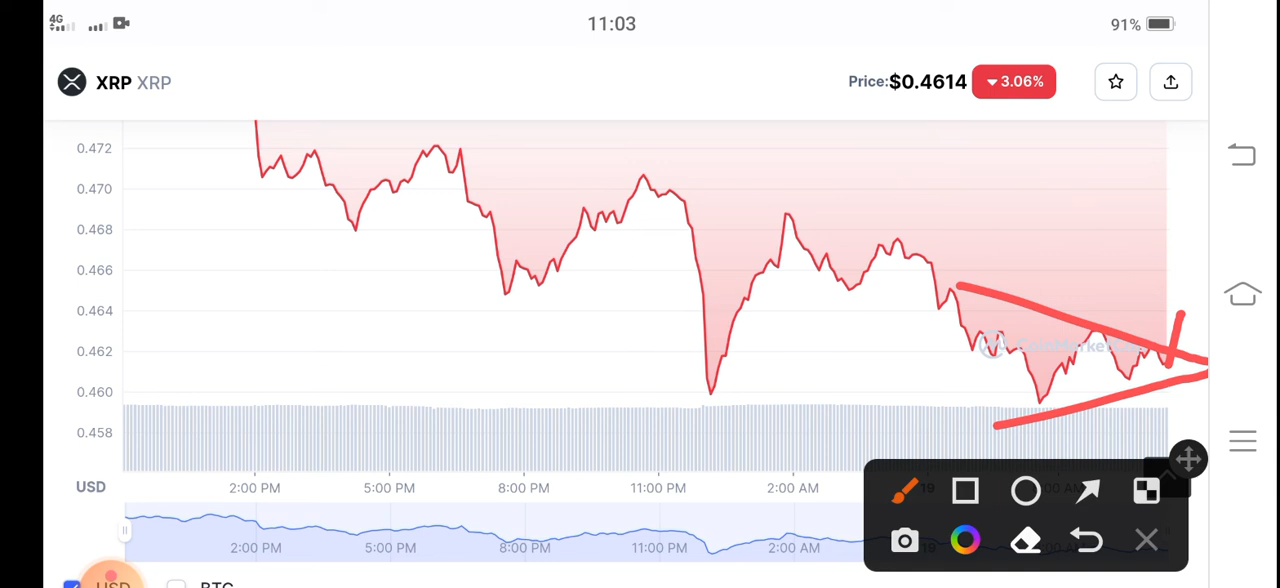 4G 11:03 91%
XRP XRP Price:$0.4614 3.06%
0.472
0.470
0.468
0.466
0.464
0.462
0.460
0.458
USD 2:00 PM 5:00 PM 8:00 PM 11:00 PM 2:00 AM 19
2:00 PM 5:00 PM 8:00 PM 11:00 PM 2:00 AM 19
USD BTC